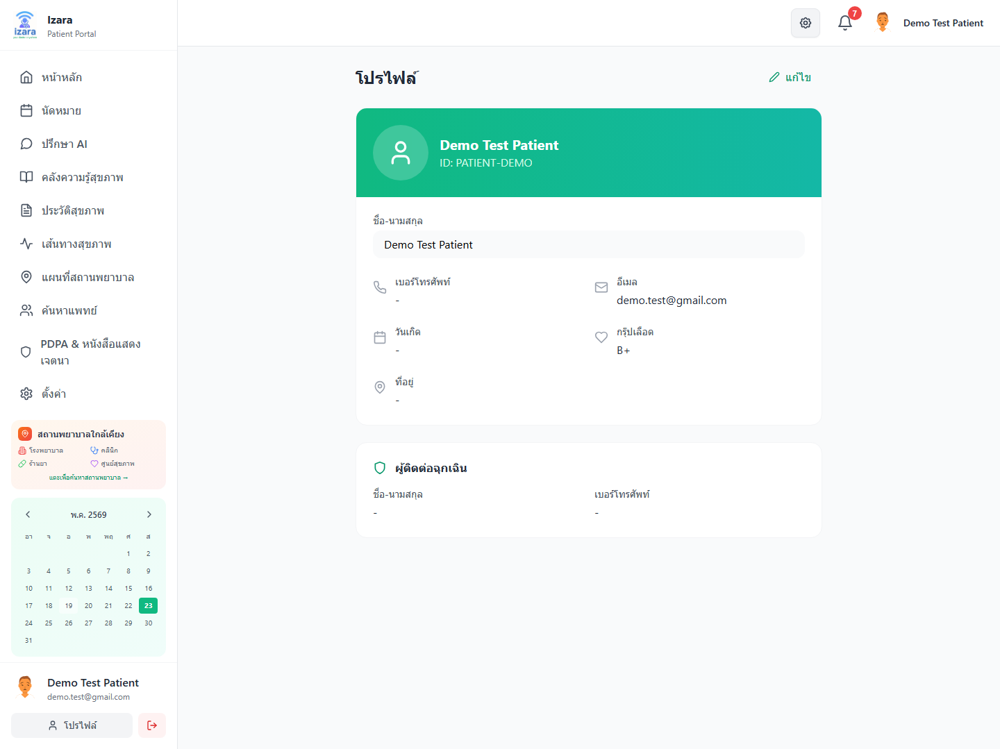 izara
Izara
Patient Portal
7
Demo Test Patient
หน้าหลัก
นัดหมาย
ปรึกษา AI
คลังความรู้สุขภาพ
ประวัติสุขภาพ
เส้นทางสุขภาพ
แผนที่สถานพยาบาล
ค้นหาแพทย์
PDPA & หนังสือแสดง
เจตนา
ตั้งค่า
สถานพยาบาลใกล้เคียง
โรงพยาบาล คลินิก
ร้านยา ศูนย์สุขภาพ
แตะเพื่อค้นหาสถานพยาบาล →
พ.ค. 2569
อา จ อ พ พฤ ศ ส
1 2
3 4 5 6 7 8 9
10 11 12 13 14 15 16
17 18 19 20 21 22 23
24 25 26 27 28 29 30
31
Demo Test Patient
demo.test@gmail.com
โปรไฟล์
โปรไฟล์
แก้ไข
Demo Test Patient
ID: PATIENT-DEMO
ชื่อ-นามสกุล
Demo Test Patient
เบอร์โทรศัพท์
-
อีเมล
demo.test@gmail.com
วันเกิด
-
กรุ๊ปเลือด
B+
ที่อยู่
-
ผู้ติดต่อฉุกเฉิน
ชื่อ-นามสกุล
-
เบอร์โทรศัพท์
-